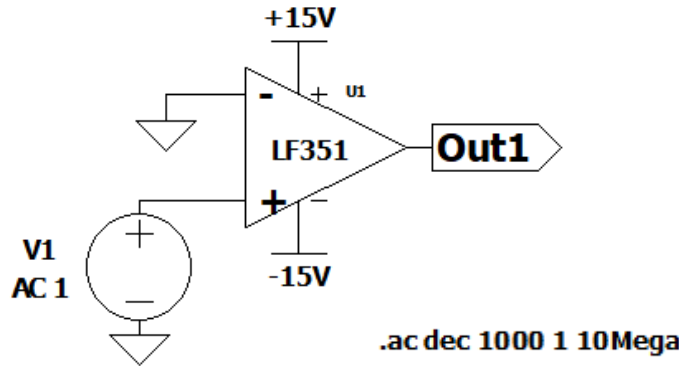 +15V
- + U1
LF351
Out1
+ -
-15V
V1
AC 1
+
-
.ac dec 1000 1 10Mega